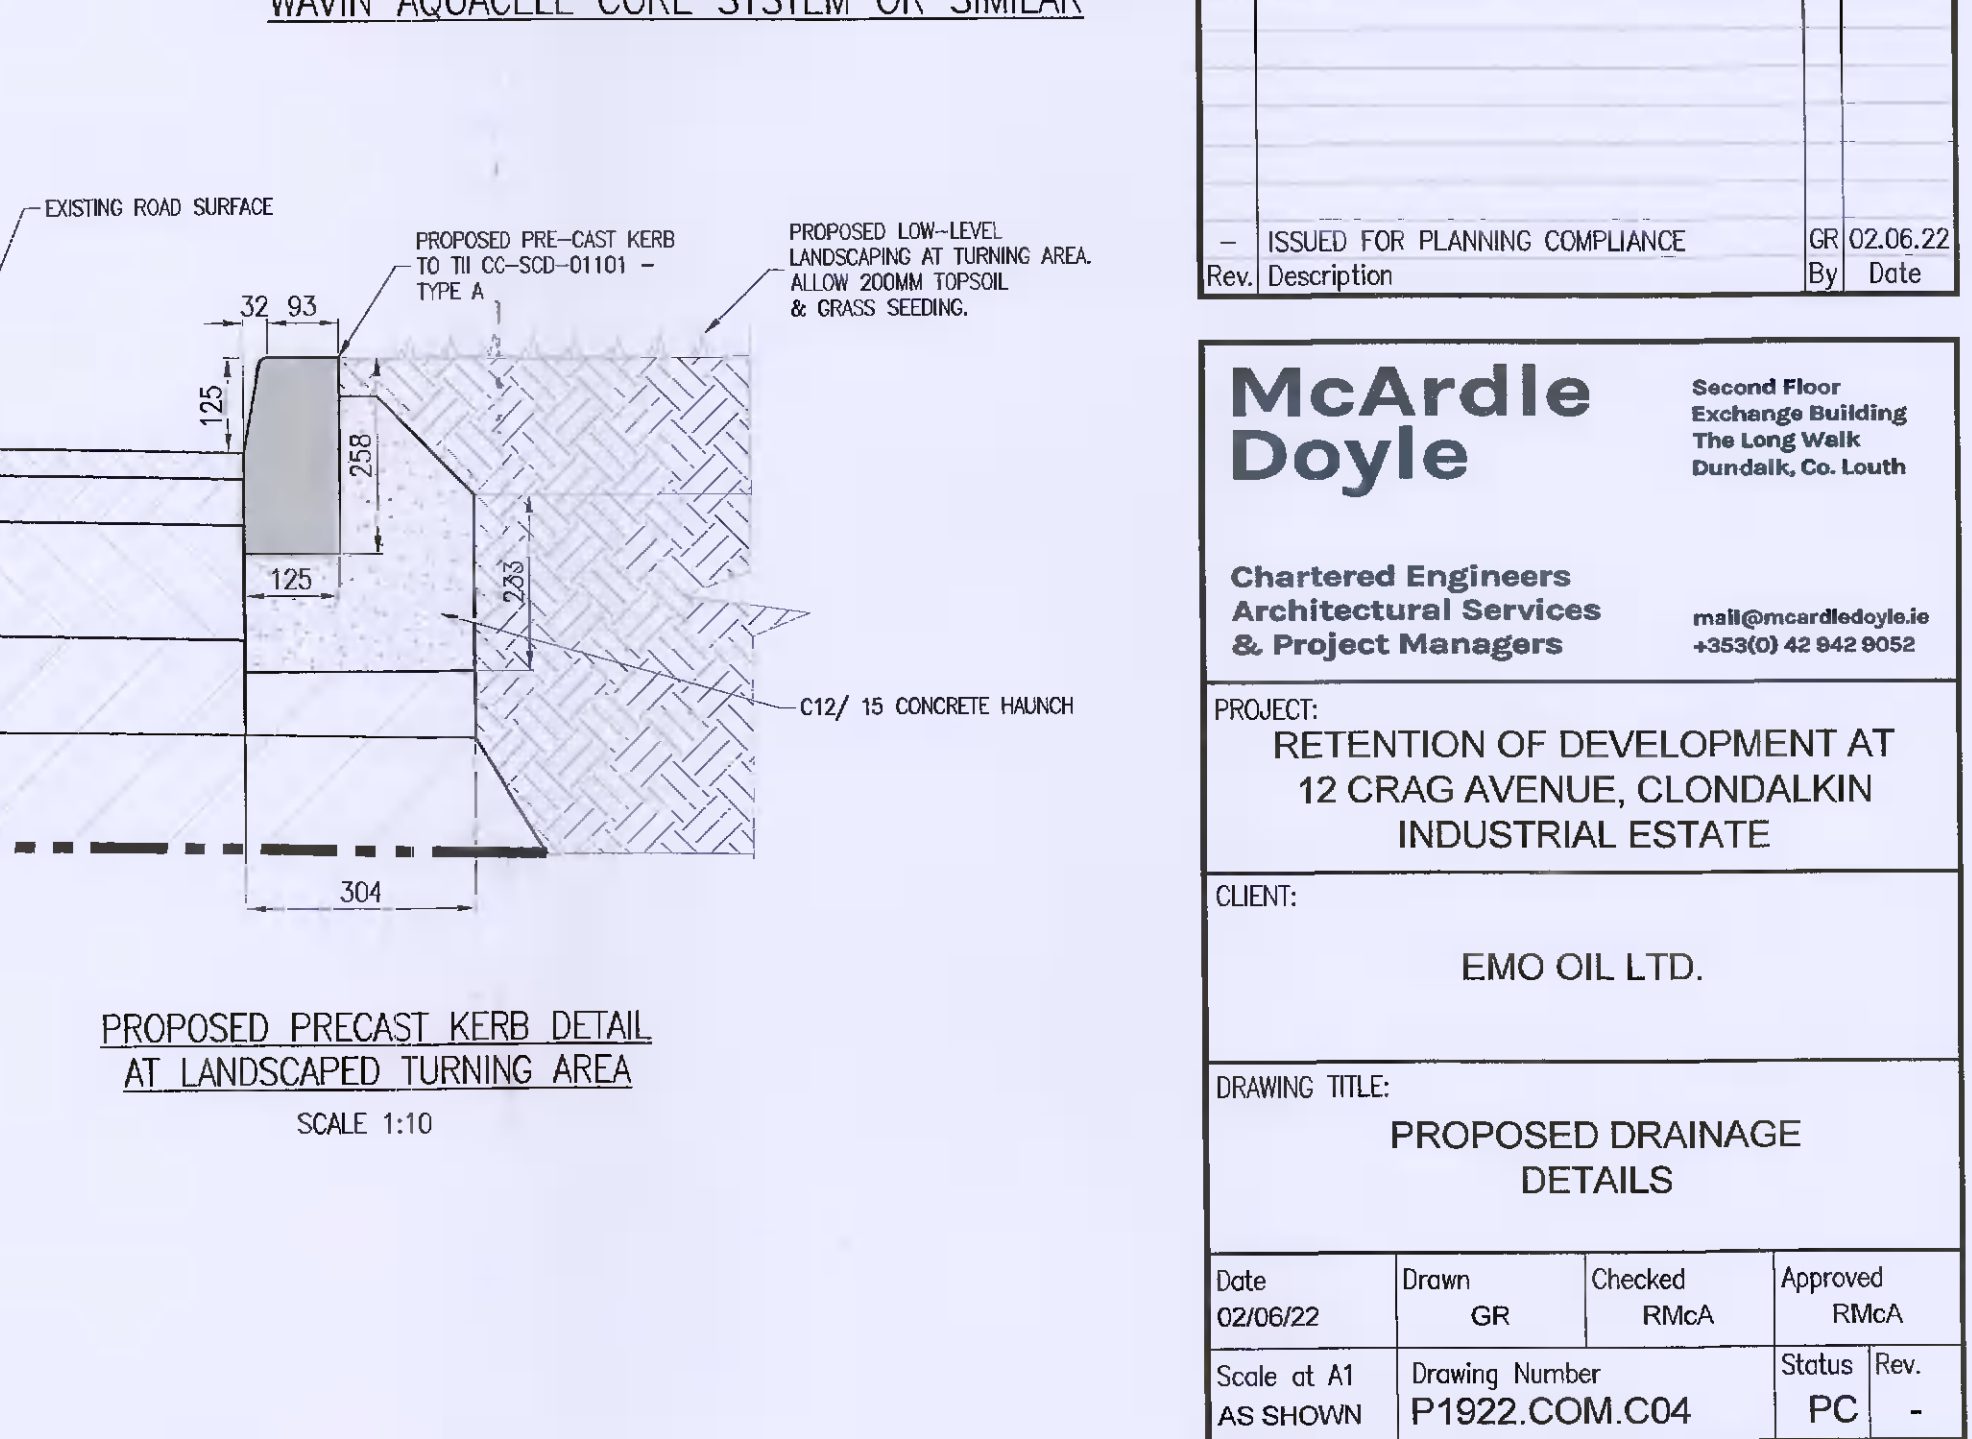 WAVIN AQUACELL CORE SYSTEM OR SIMILAR
EXISTING ROAD SURFACE
PROPOSED PRE-CAST KERB
TO TII CC-SCD-01101 -
TYPE A
PROPOSED LOW-LEVEL
LANDSCAPING AT TURNING AREA.
ALLOW 200MM TOPSOIL
& GRASS SEEDING.
32 93
125
258
125
233
C12/ 15 CONCRETE HAUNCH
304
PROPOSED PRECAST KERB DETAIL
AT LANDSCAPED TURNING AREA
SCALE 1:10
- ISSUED FOR PLANNING COMPLIANCE GR 02.06.22
Rev. Description By Date
McArdle
Doyle
Second Floor
Exchange Building
The Long Walk
Dundalk, Co. Louth
Chartered Engineers
Architectural Services
& Project Managers
mail@mcardledoyle.ie
+353(0) 42 942 9052
PROJECT:
RETENTION OF DEVELOPMENT AT
12 CRAG AVENUE, CLONDALKIN
INDUSTRIAL ESTATE
CLIENT:
EMO OIL LTD.
DRAWING TITLE:
PROPOSED DRAINAGE
DETAILS
Date Drawn Checked Approved
02/06/22 GR RMcA RMcA
Scale at A1 Drawing Number Status Rev.
AS SHOWN P1922.COM.C04 PC -